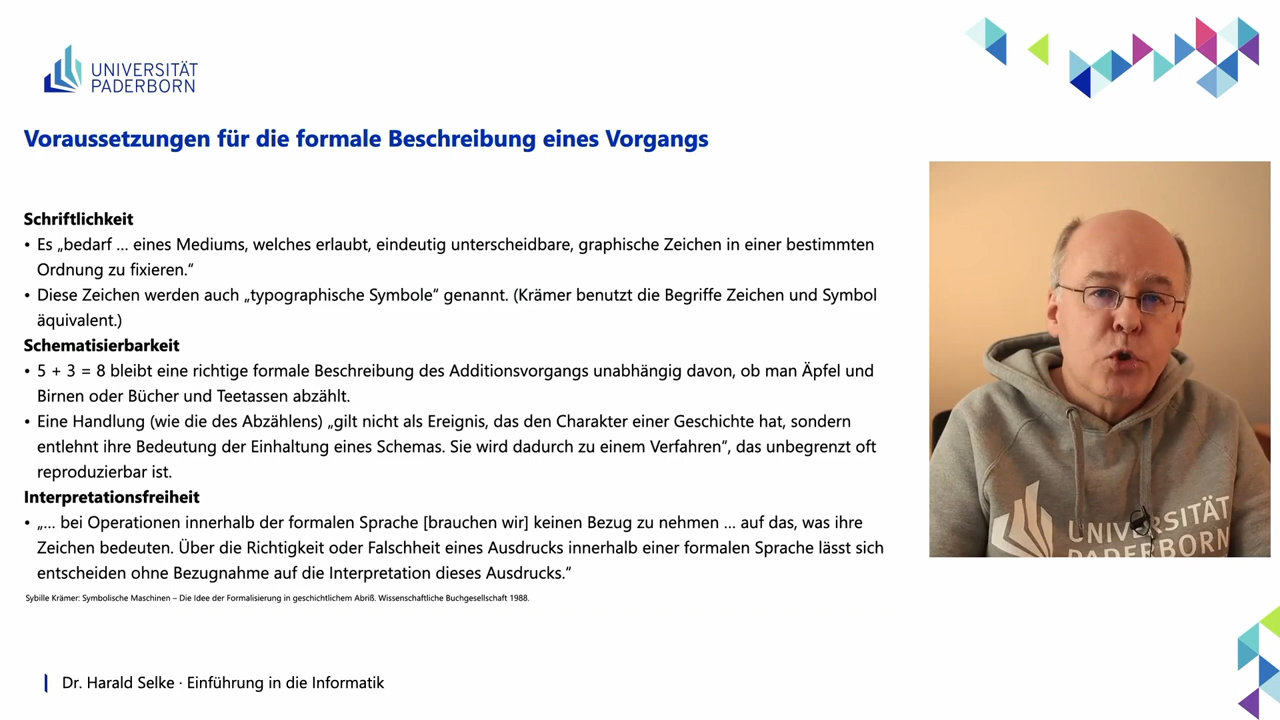 UNIVERSITÄT
PADERBORN
Voraussetzungen für die formale Beschreibung eines Vorgangs
Schriftlichkeit
• Es „bedarf … eines Mediums, welches erlaubt, eindeutig unterscheidbare, graphische Zeichen in einer bestimmten
Ordnung zu fixieren.“
• Diese Zeichen werden auch „typographische Symbole“ genannt. (Krämer benutzt die Begriffe Zeichen und Symbol
äquivalent.)
Schematisierbarkeit
• 5 + 3 = 8 bleibt eine richtige formale Beschreibung des Additionsvorgangs unabhängig davon, ob man Äpfel und
Birnen oder Bücher und Teetassen abzählt.
• Eine Handlung (wie die des Abzählens) „gilt nicht als Ereignis, das den Charakter einer Geschichte hat, sondern
entlehnt ihre Bedeutung der Einhaltung eines Schemas. Sie wird dadurch zu einem Verfahren“, das unbegrenzt oft
reproduzierbar ist.
Interpretationsfreiheit
• „… bei Operationen innerhalb der formalen Sprache [brauchen wir] keinen Bezug zu nehmen … auf das, was ihre
Zeichen bedeuten. Über die Richtigkeit oder Falschheit eines Ausdrucks innerhalb einer formalen Sprache lässt sich
entscheiden ohne Bezugnahme auf die Interpretation dieses Ausdrucks.“
Sybille Krämer: Symbolische Maschinen – Die Idee der Formalisierung in geschichtlichem Abriß. Wissenschaftliche Buchgesellschaft 1988.
UNIVERSITÄT
PADERBORN
Dr. Harald Selke · Einführung in die Informatik